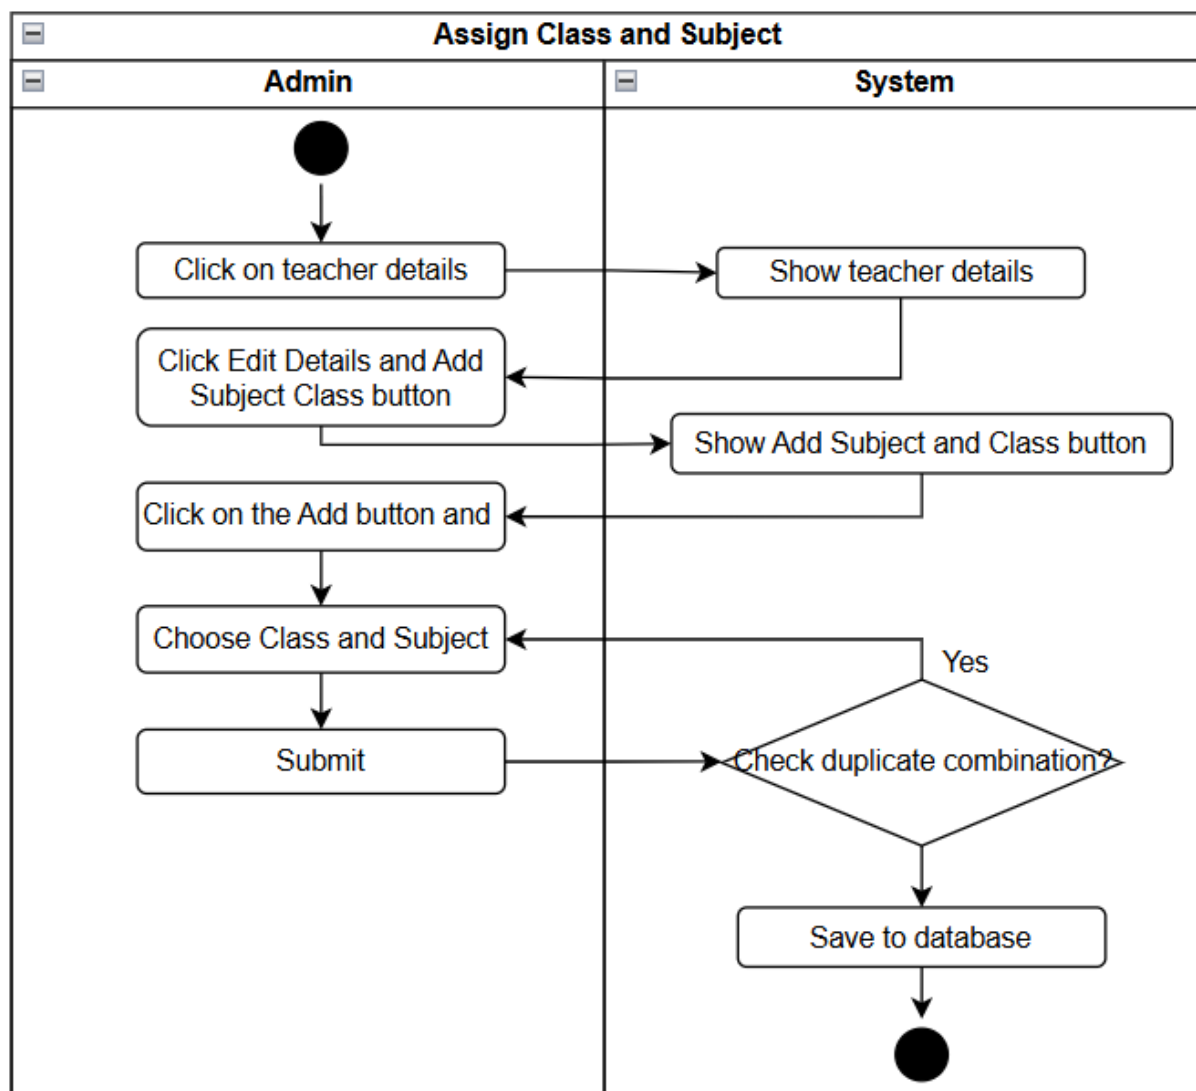 Assign Class and Subject
Admin
System
Click on teacher details
Show teacher details
Click Edit Details and Add
Subject Class button
Show Add Subject and Class button
Click on the Add button and
Choose Class and Subject
Yes
Submit
Check duplicate combination?
Save to database